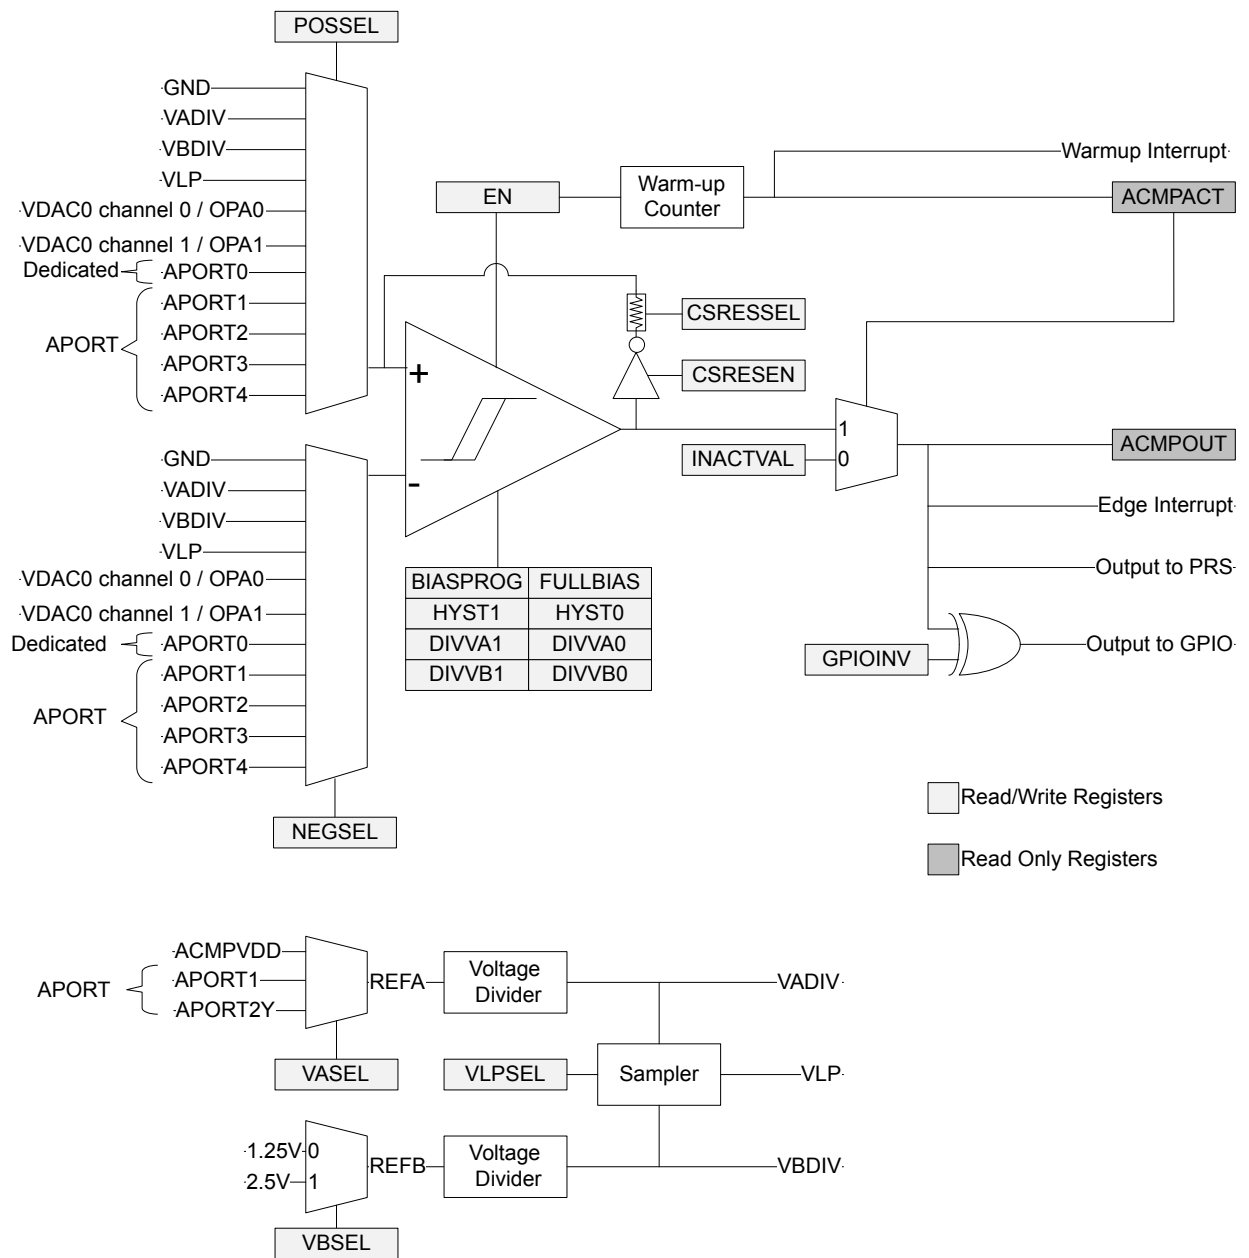 POSSEL
GND
VADIV
VBDIV
VLP
VDAC0 channel 0 / OPA0
VDAC0 channel 1 / OPA1
Dedicated
APORT0
APORT1
APORT2
APORT
APORT3
APORT4
EN
Warm-up
Counter
Warmup Interrupt
ACMPACT
CSRESSEL
CSRESEN
+
-
1
INACTVAL
0
ACMPOUT
Edge Interrupt
Output to PRS
GPIOINV
Output to GPIO
GND
VADIV
VBDIV
VLP
VDAC0 channel 0 / OPA0
VDAC0 channel 1 / OPA1
Dedicated
APORT0
APORT1
APORT2
APORT
APORT3
APORT4
NEGSEL
BIASPROG FULLBIAS
HYST1 HYST0
DIVVA1 DIVVA0
DIVVB1 DIVVB0
Read/Write Registers
Read Only Registers
ACMPVDD
APORT
APORT1
APORT2Y
REFA
Voltage
Divider
VADIV
VASEL
VLPSEL
Sampler
VLP
1.25V 0
2.5V 1
REFB
Voltage
Divider
VBDIV
VBSEL